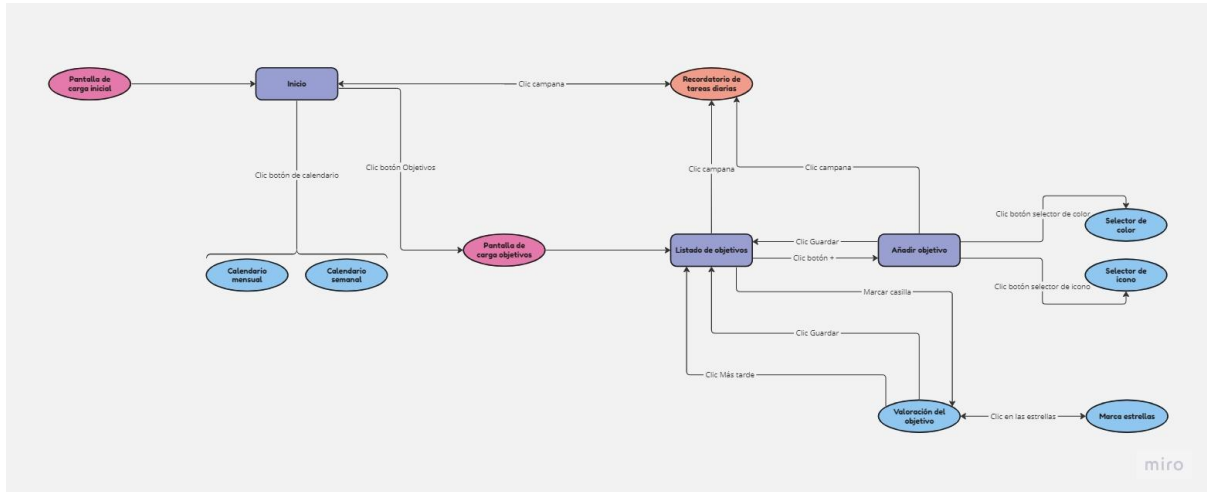 Pantalla de
carga inicial
Inicio
Clic campana
Recordatorio de
tareas diarias
Clic botón de calendario
Clic botón Objetivos
Clic campana
Clic campana
Clic botón selector de color
Selector de
color
Pantalla de
carga objetivos
Listado de objetivos
Clic Guardar
Clic botón +
Añadir objetivo
Calendario
mensual
Calendario
semanal
Clic botón selector de icono
Selector de
icono
Marcar casilla
Clic Guardar
Clic Más tarde
Valoración del
objetivo
Clic en las estrellas
Marca estrellas
miro